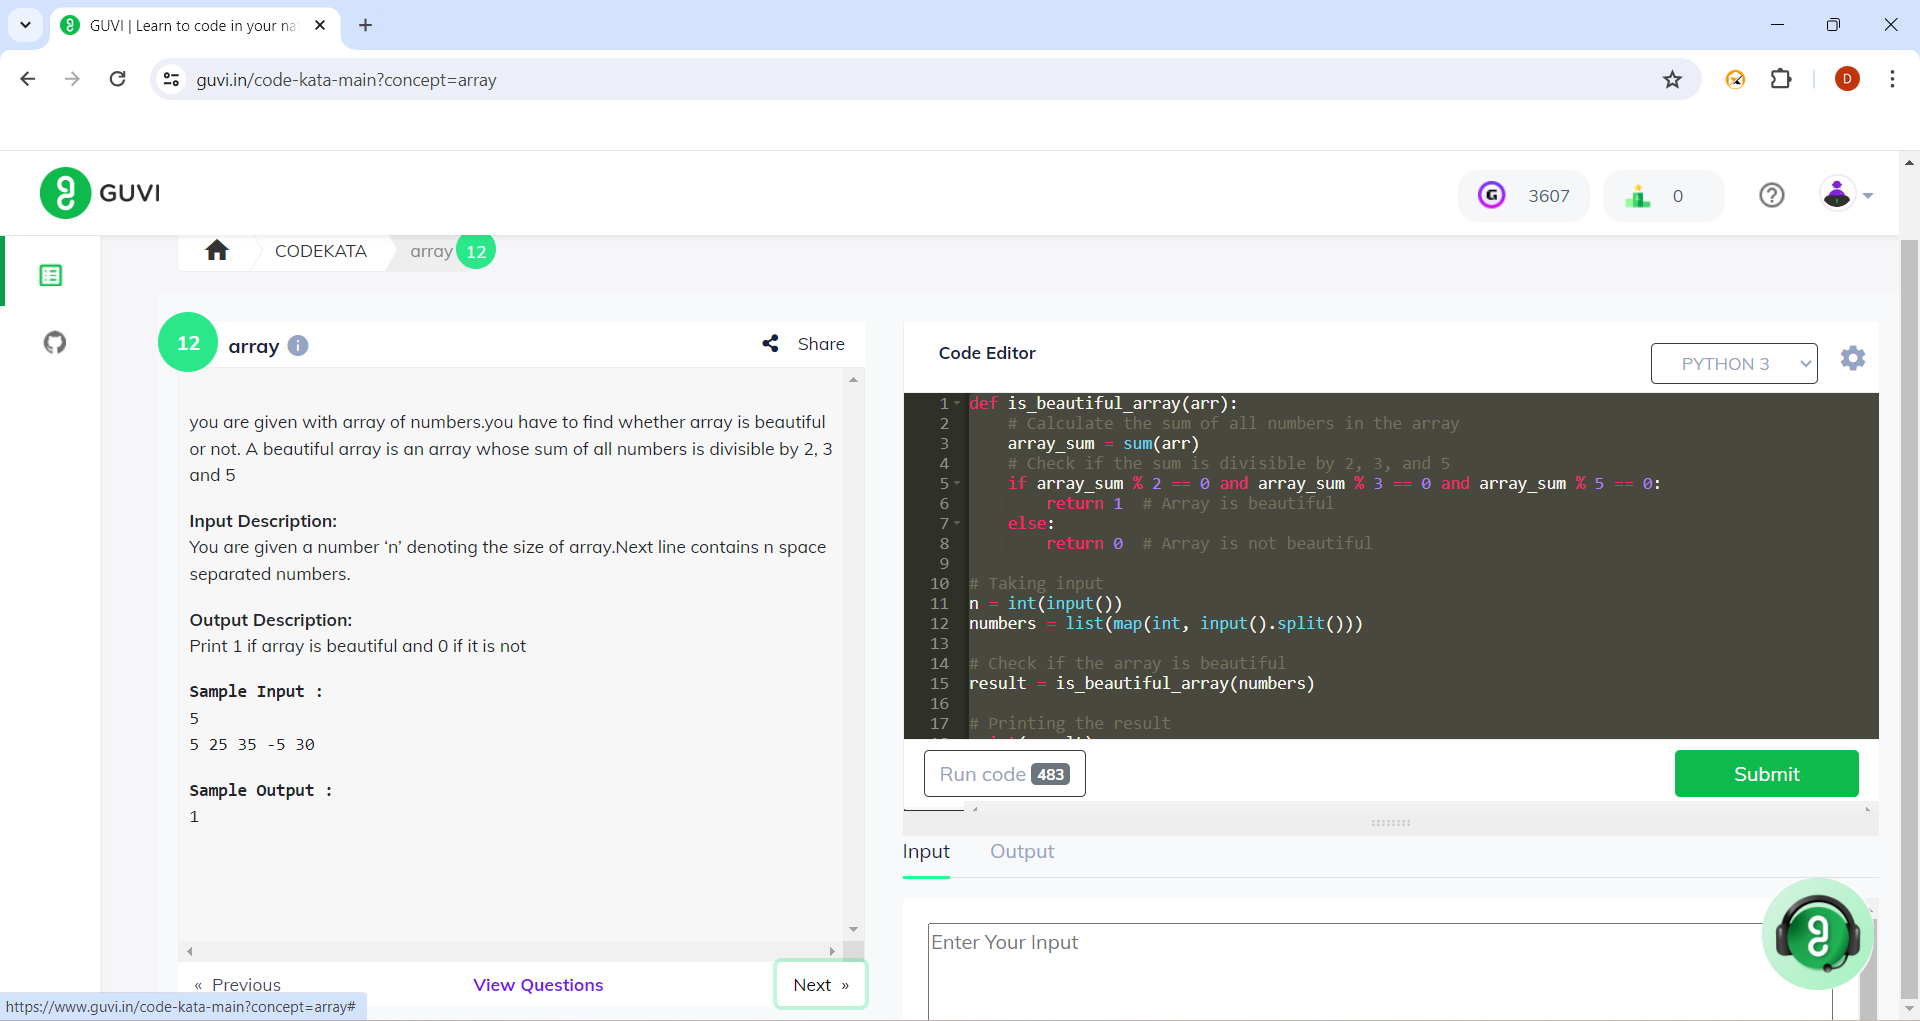 GUVI | Learn to code in your na
guvi.in/code-kata-main?concept=array
D
GUVI
G 3607
0
CODEKATA
array 12
12 array i
Share
you are given with array of numbers.you have to find whether array is beautiful
or not. A beautiful array is an array whose sum of all numbers is divisible by 2, 3
and 5
Input Description:
You are given a number ‘n’ denoting the size of array.Next line contains n space
separated numbers.
Output Description:
Print 1 if array is beautiful and 0 if it is not
Sample Input :
5
5 25 35 -5 30
Sample Output :
1
« Previous
View Questions
Next »
https://www.guvi.in/code-kata-main?concept=array#
Code Editor
PYTHON 3
1 def is_beautiful_array(arr):
2     # Calculate the sum of all numbers in the array
3     array_sum = sum(arr)
4     # Check if the sum is divisible by 2, 3, and 5
5     if array_sum % 2 == 0 and array_sum % 3 == 0 and array_sum % 5 == 0:
6         return 1  # Array is beautiful
7     else:
8         return 0  # Array is not beautiful
9
10 # Taking input
11 n = int(input())
12 numbers = list(map(int, input().split()))
13
14 # Check if the array is beautiful
15 result = is_beautiful_array(numbers)
16
17 # Printing the result
Run code 483
Submit
Input
Output
Enter Your Input